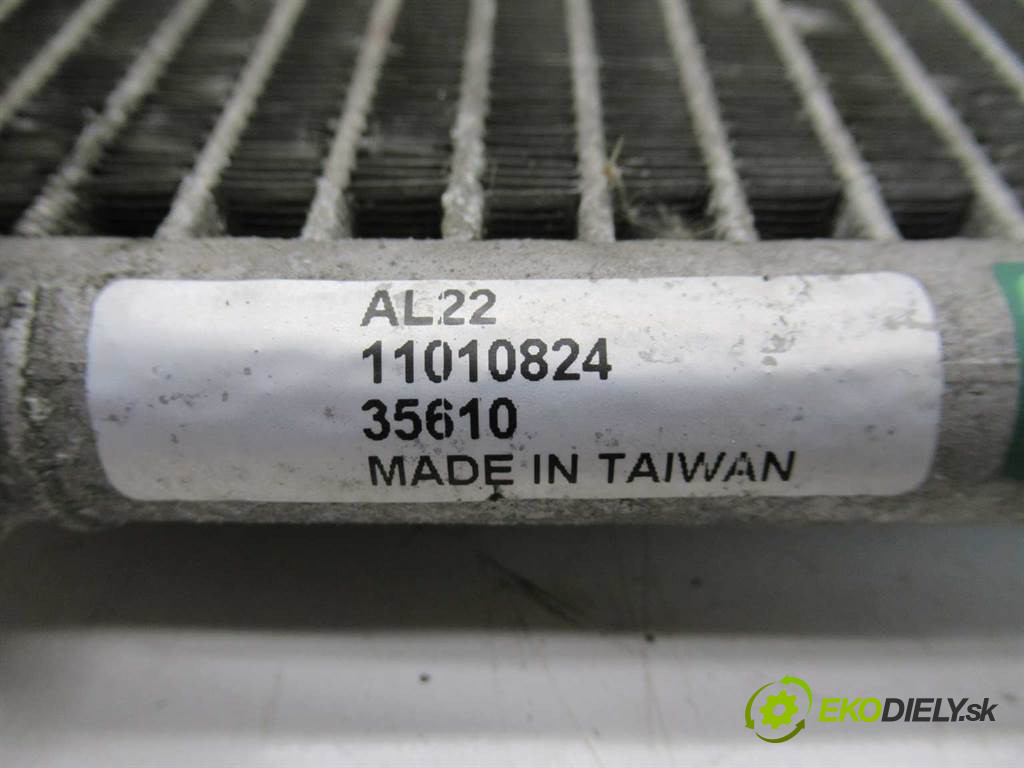 AL22
11010824
35610
MADE IN TAIWAN
EKODIELY.sk